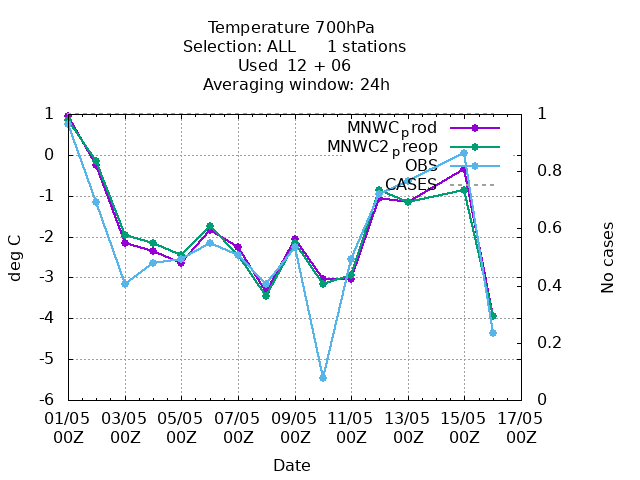 Temperature 700hPa
Selection: ALL 1 stations
Used 12 + 06
Averaging window: 24h
MNWC_prod
MNWC2_preop
OBS
CASES
1
0
-1
-2
-3
-4
-5
-6
deg C
1
0.8
0.6
0.4
0.2
0
No cases
01/05 03/05 05/05 07/05 09/05 11/05 13/05 15/05 17/05
00Z 00Z 00Z 00Z 00Z 00Z 00Z 00Z 00Z
Date